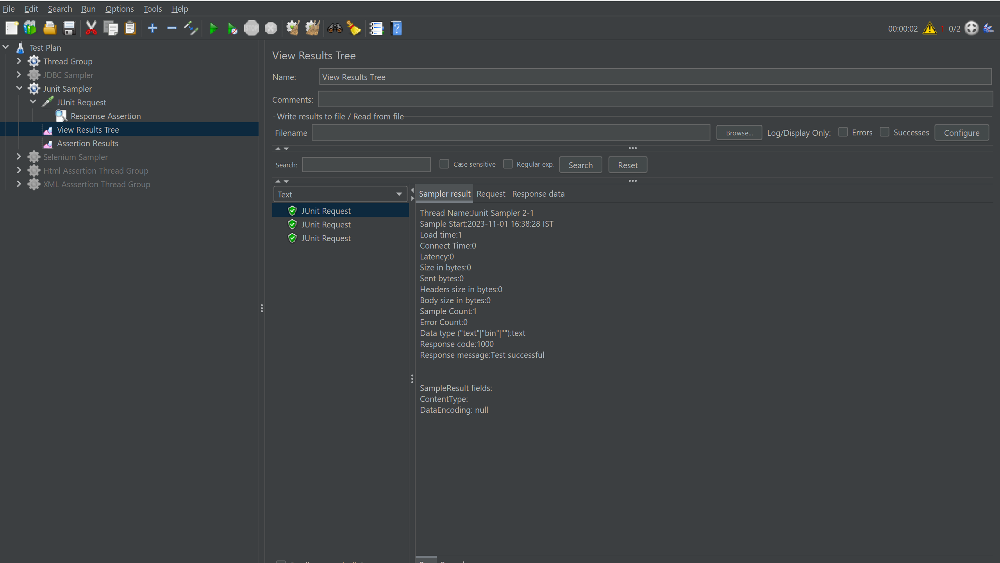 File Edit Search Run Options Tools Help
STOP
00:00:02 1 0/2
Test Plan
Thread Group
JDBC Sampler
Junit Sampler
JUnit Request
Response Assertion
View Results Tree
Assertion Results
Selenium Sampler
Html Assertion Thread Group
XML Asssertion Thread Group
View Results Tree
Name: View Results Tree
Comments:
Write results to file / Read from file
Filename Browse... Log/Display Only: Errors Successes Configure
Search: Case sensitive Regular exp. Search Reset
Text
JUnit Request
JUnit Request
JUnit Request
Sampler result Request Response data
Thread Name:Junit Sampler 2-1
Sample Start:2023-11-01 16:38:28 IST
Load time:1
Connect Time:0
Latency:0
Size in bytes:0
Sent bytes:0
Headers size in bytes:0
Body size in bytes:0
Sample Count:1
Error Count:0
Data type ("text"|"bin"|""):text
Response code:1000
Response message:Test successful
SampleResult fields:
ContentType:
DataEncoding: null